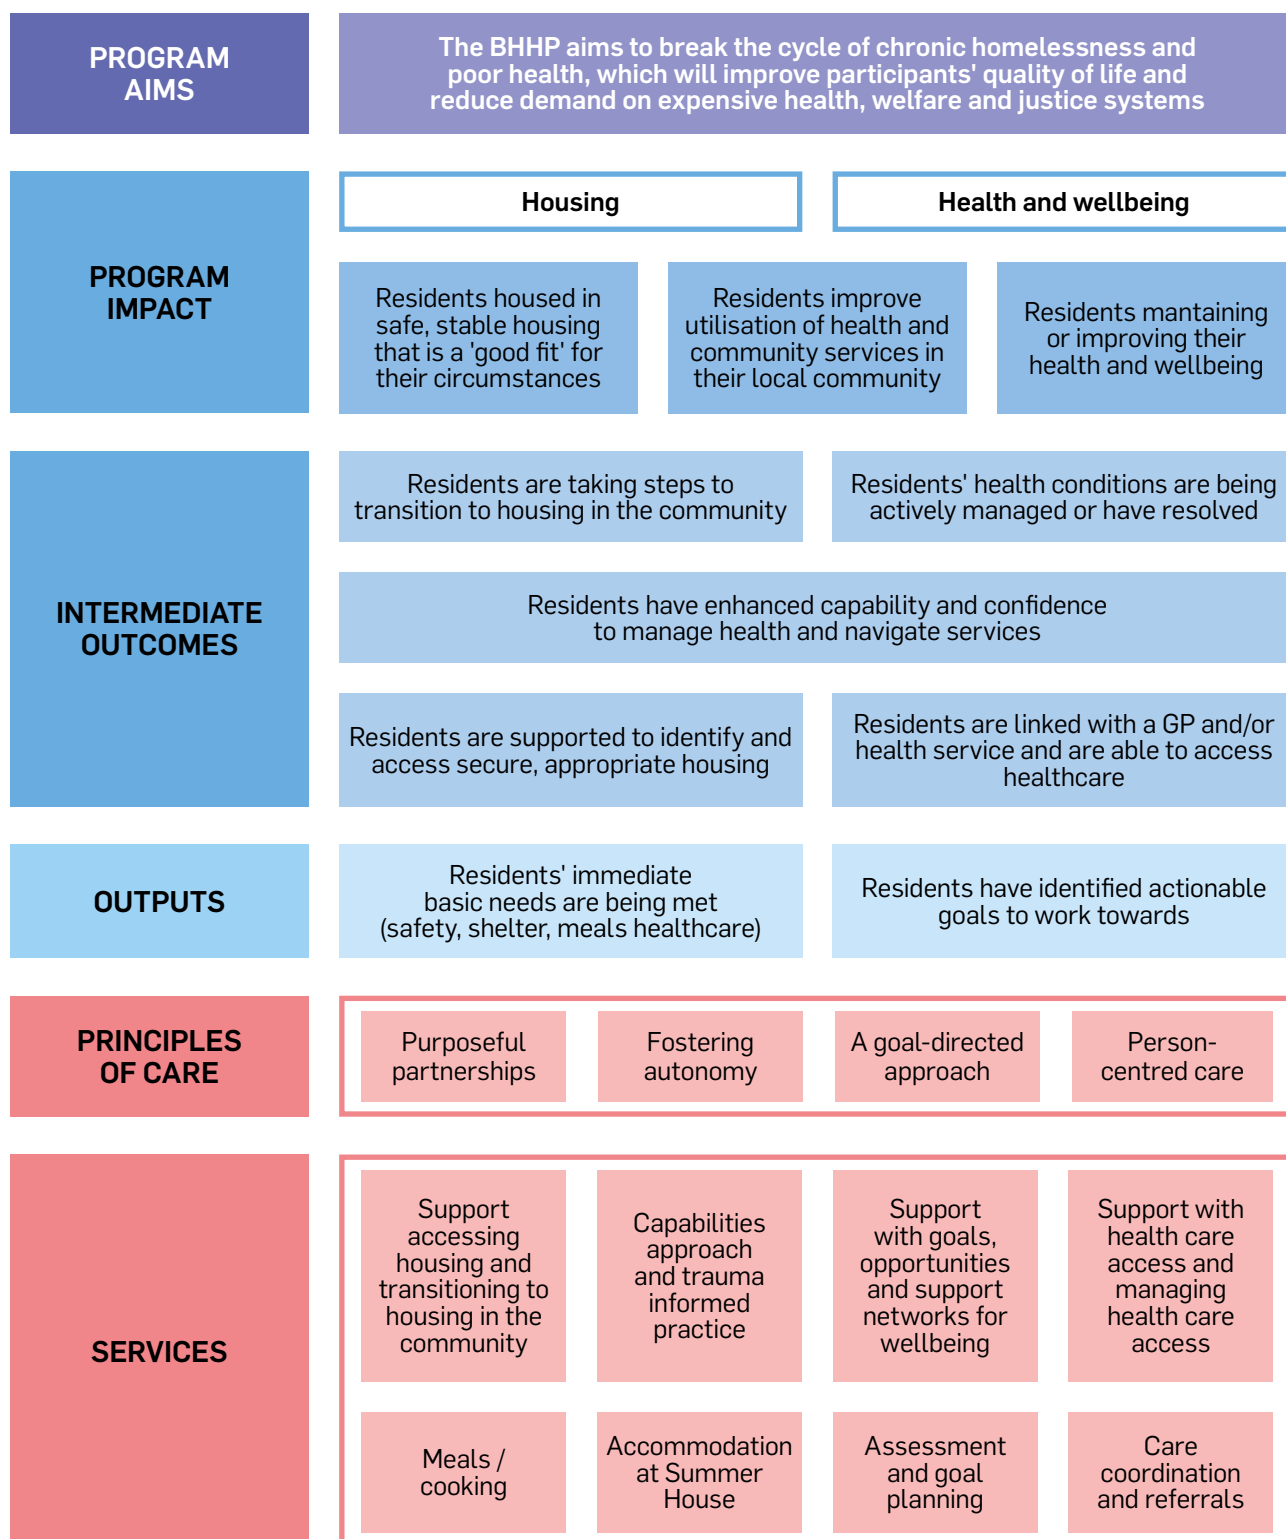 PROGRAM
AIMS
The BHHP aims to break the cycle of chronic homelessness and
poor health, which will improve participants' quality of life and
reduce demand on expensive health, welfare and justice systems
PROGRAM
IMPACT
Housing
Health and wellbeing
Residents housed in
safe, stable housing
that is a 'good fit' for
their circumstances
Residents improve
utilisation of health and
community services in
their local community
Residents mantaining
or improving their
health and wellbeing
INTERMEDIATE
OUTCOMES
Residents are taking steps to
transition to housing in the community
Residents' health conditions are being
actively managed or have resolved
Residents have enhanced capability and confidence
to manage health and navigate services
Residents are supported to identify and
access secure, appropriate housing
Residents are linked with a GP and/or
health service and are able to access
healthcare
OUTPUTS
Residents' immediate
basic needs are being met
(safety, shelter, meals healthcare)
Residents have identified actionable
goals to work towards
PRINCIPLES
OF CARE
Purposeful
partnerships
Fostering
autonomy
A goal-directed
approach
Person-
centred care
SERVICES
Support
accessing
housing and
transitioning to
housing in the
community
Capabilities
approach
and trauma
informed
practice
Support
with goals,
opportunities
and support
networks for
wellbeing
Support with
health care
access and
managing
health care
access
Meals /
cooking
Accommodation
at Summer
House
Assessment
and goal
planning
Care
coordination
and referrals